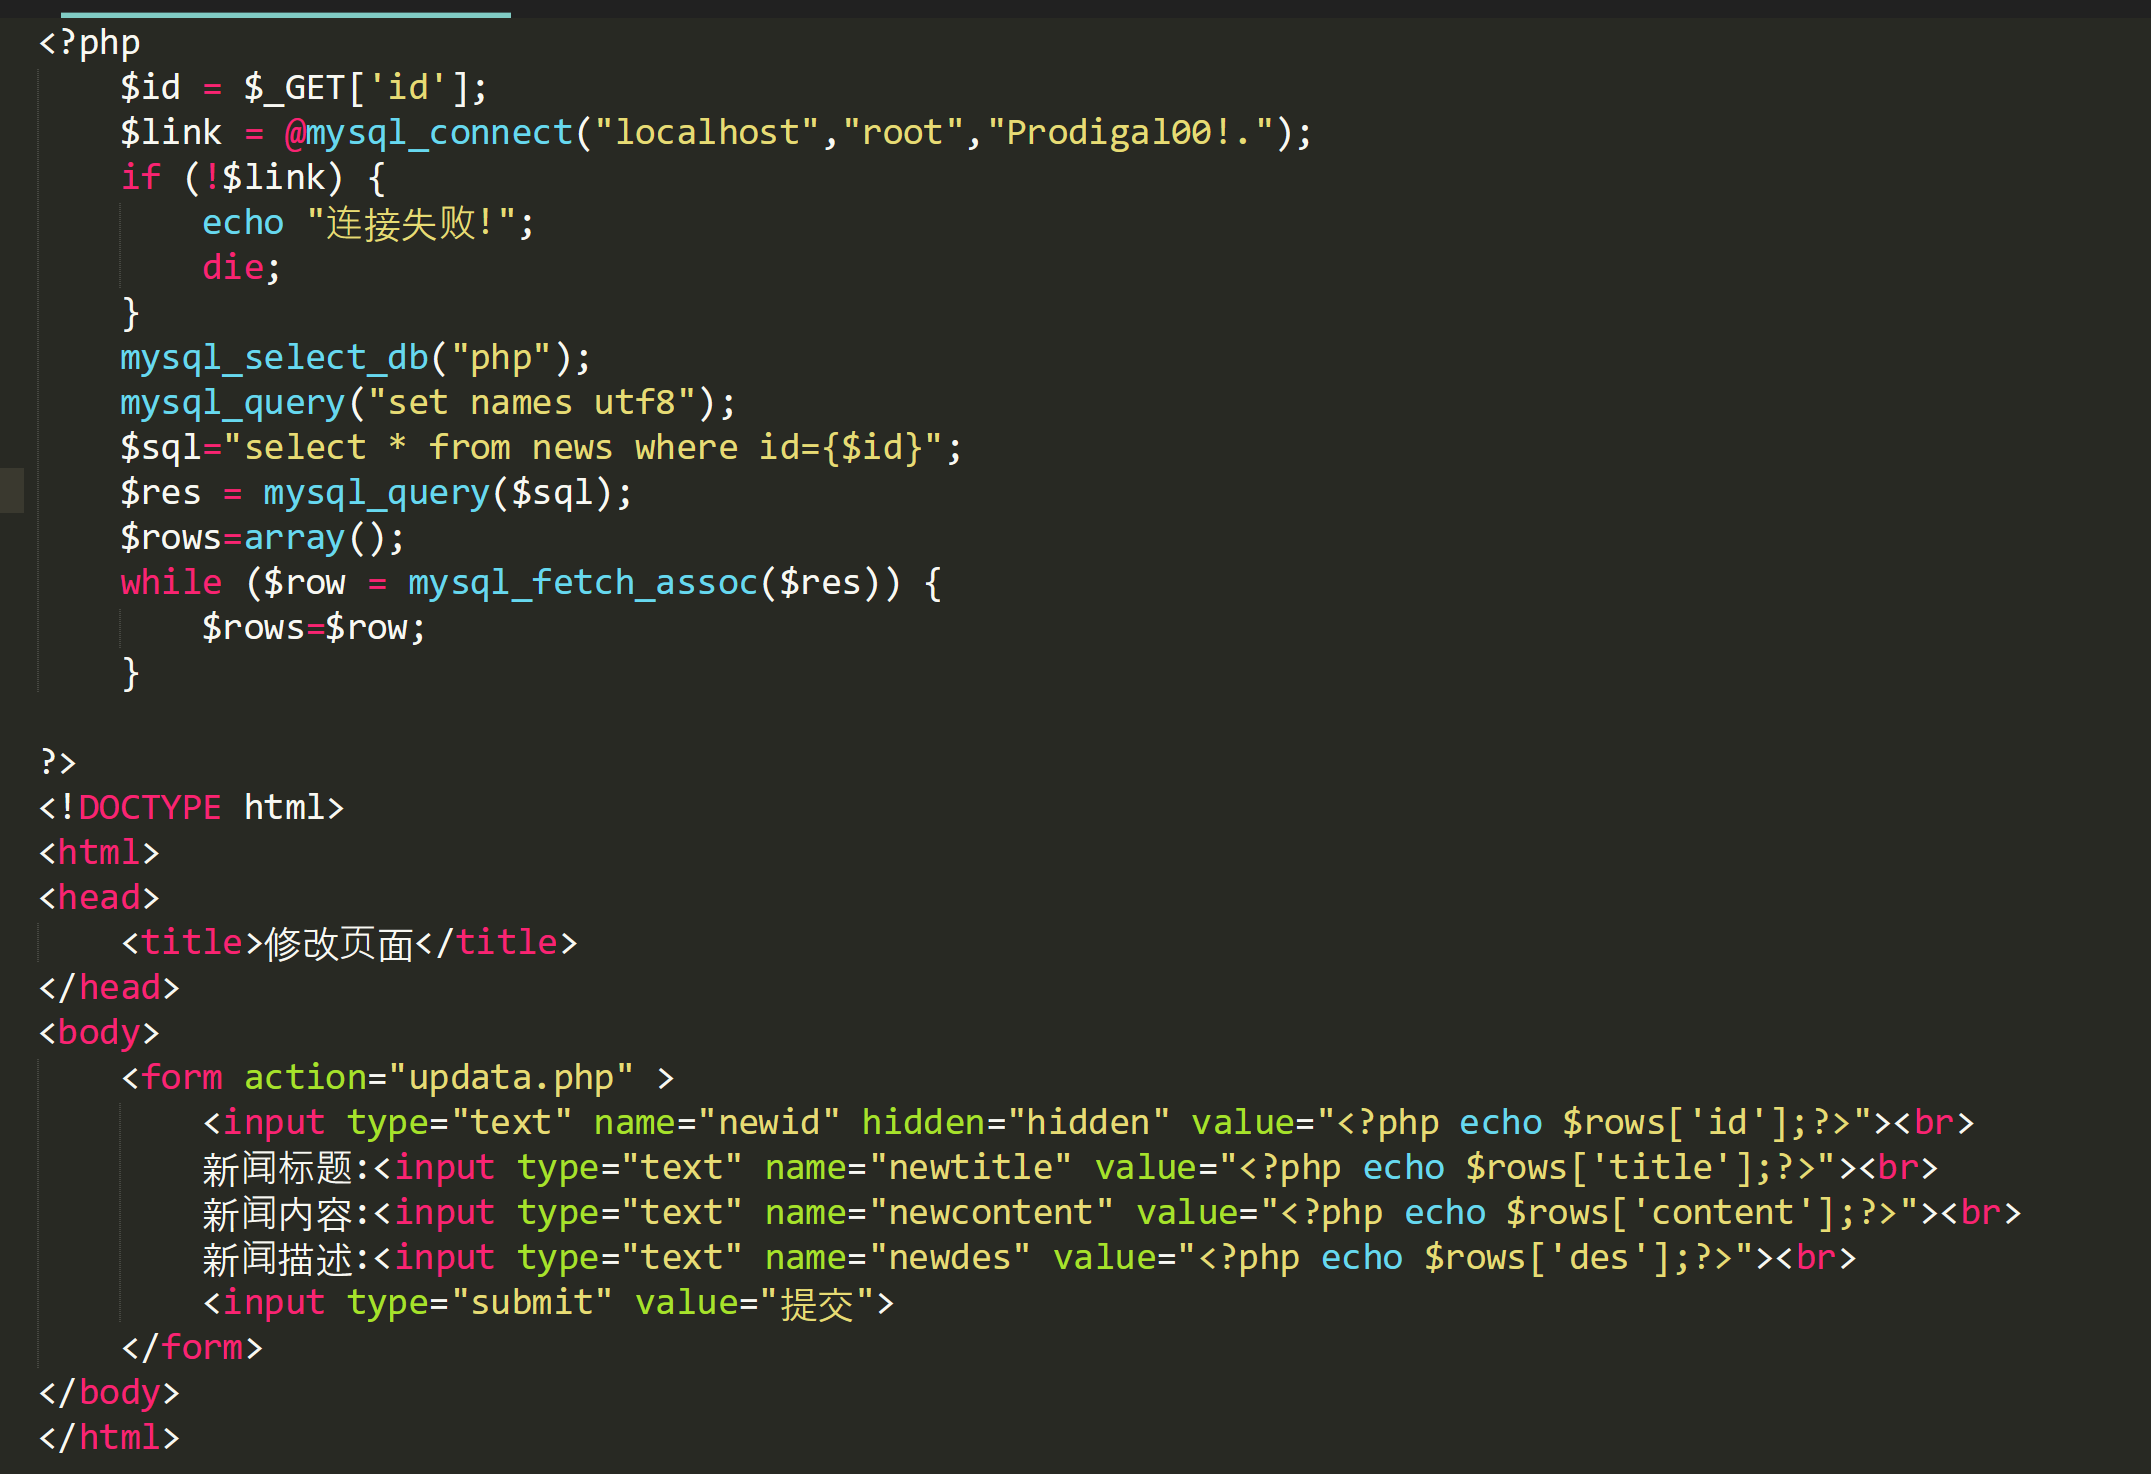 <?php
    $id = $_GET['id'];
    $link = @mysql_connect("localhost","root","Prodigal00!.");
    if (!$link) {
        echo "连接失败!";
        die;
    }
    mysql_select_db("php");
    mysql_query("set names utf8");
    $sql="select * from news where id={$id}";
    $res = mysql_query($sql);
    $rows=array();
    while ($row = mysql_fetch_assoc($res)) {
        $rows=$row;
    }

?>
<!DOCTYPE html>
<html>
<head>
    <title>修改页面</title>
</head>
<body>
    <form action="updata.php" >
        <input type="text" name="newid" hidden="hidden" value="<?php echo $rows['id'];?>"><br>
        新闻标题:<input type="text" name="newtitle" value="<?php echo $rows['title'];?>"><br>
        新闻内容:<input type="text" name="newcontent" value="<?php echo $rows['content'];?>"><br>
        新闻描述:<input type="text" name="newdes" value="<?php echo $rows['des'];?>"><br>
        <input type="submit" value="提交">
    </form>
</body>
</html>